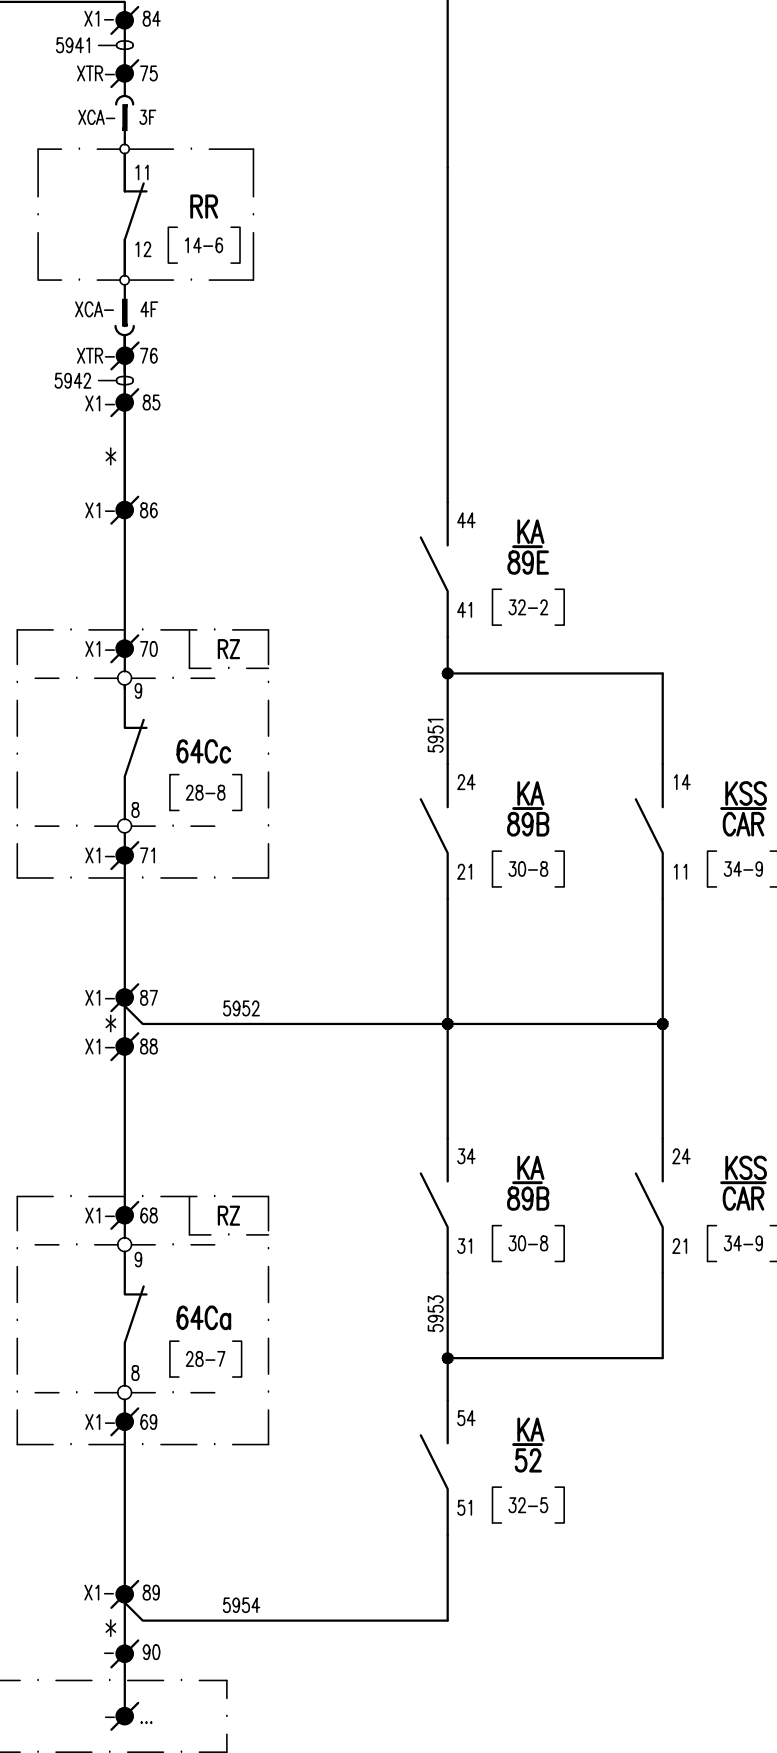 X1- 84
5941
XTR- 75
XCA- 3F
11
RR
12 14-6
XCA- 4F
XTR- 76
5942
X1- 85
*
X1- 86
44
KA
89E
41 32-2
X1- 70 RZ
9
5951
64Cc
28-8
24
KA
89B
14
KSS
CAR
8
X1- 71
21 30-8
11 34-9
X1- 87
5952
*
X1- 88
34
KA
89B
24
KSS
CAR
X1- 68 RZ
31 30-8
21 34-9
9
5953
64Ca
28-7
8
X1- 69
54
KA
52
51 32-5
X1- 89
5954
*
- 90
- ...